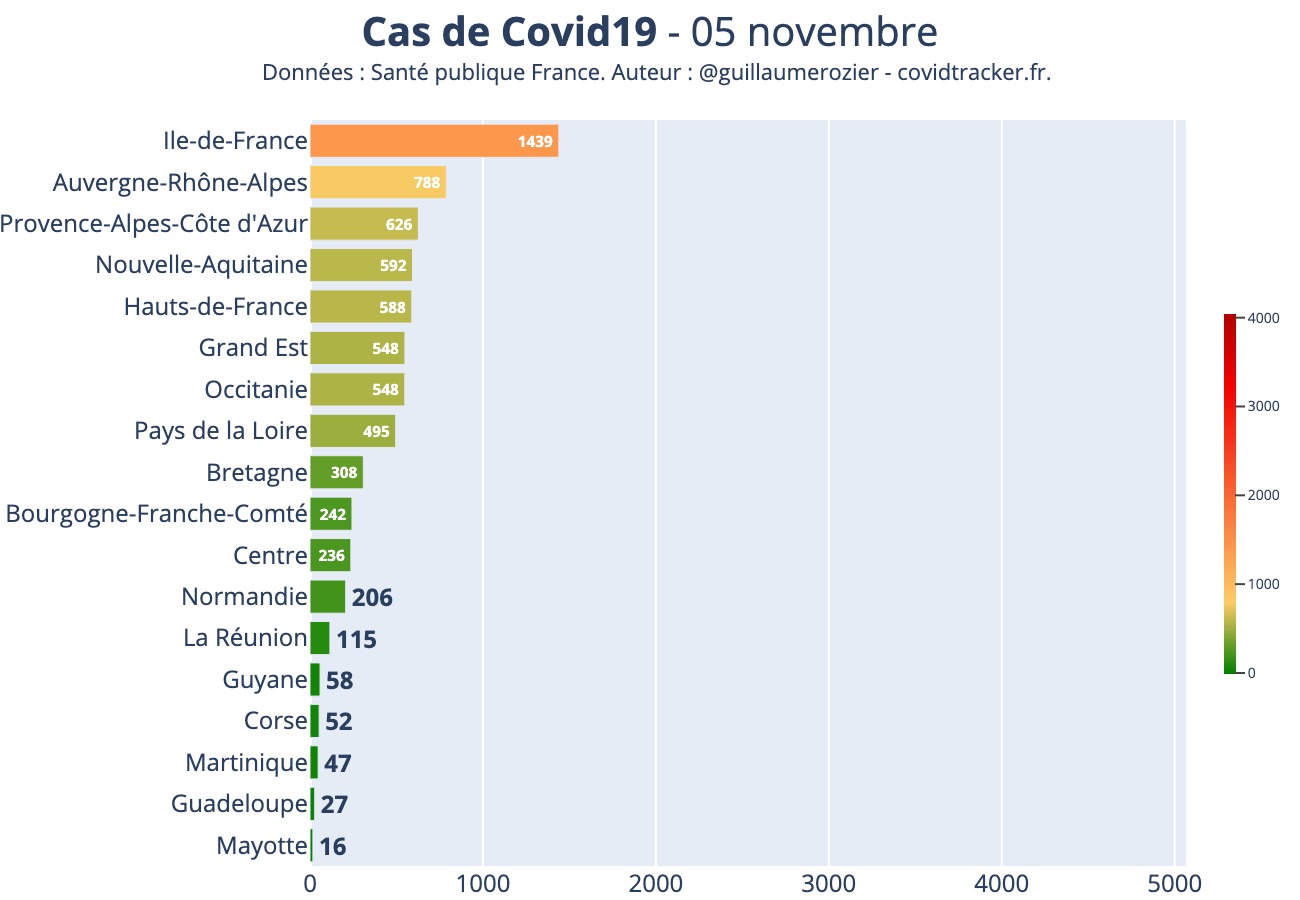 Cas de Covid19 - 05 novembre
Données : Santé publique France. Auteur : @guillaumerozier - covidtracker.fr.
Ile-de-France 1439
Auvergne-Rhône-Alpes 788
Provence-Alpes-Côte d'Azur 626
Nouvelle-Aquitaine 592
Hauts-de-France 588
Grand Est 548
Occitanie 548
Pays de la Loire 495
Bretagne 308
Bourgogne-Franche-Comté 242
Centre 236
Normandie 206
La Réunion 115
Guyane 58
Corse 52
Martinique 47
Guadeloupe 27
Mayotte 16
0 1000 2000 3000 4000 5000
4000
3000
2000
1000
0